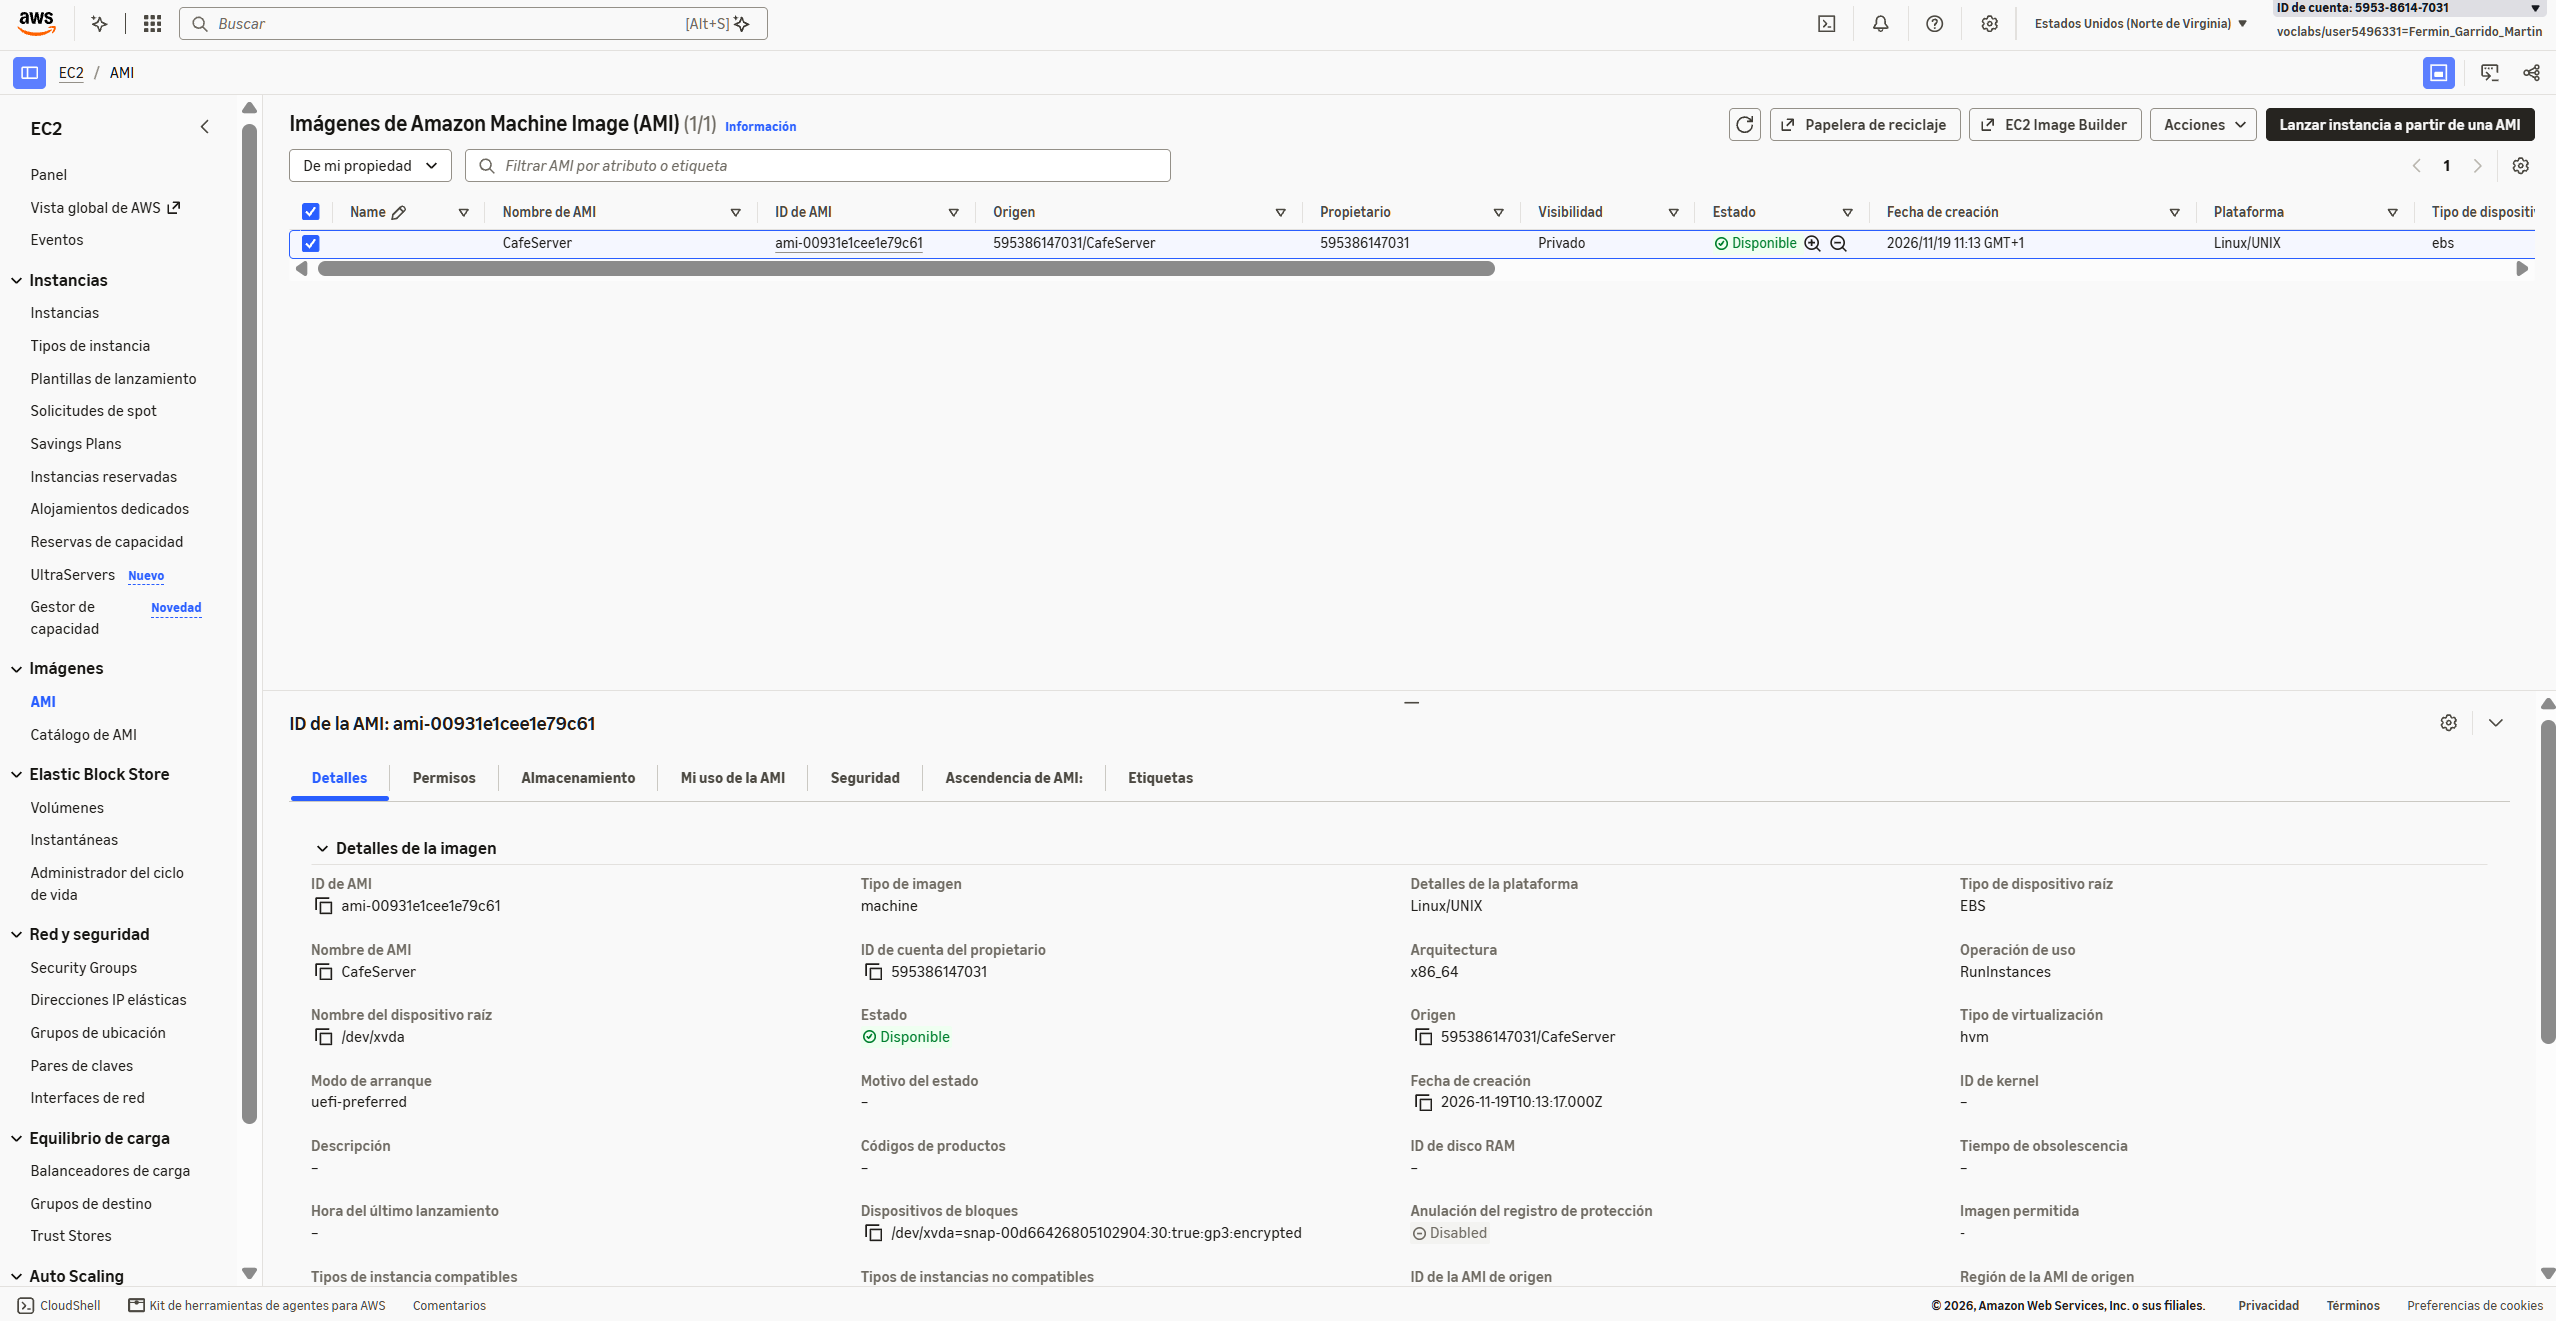 aws
Buscar [Alt+S]
Estados Unidos (Norte de Virginia)
ID de cuenta: 5953-8614-7031
voclabs/user5496331=Fermin_Garrido_Martin
EC2 / AMI
EC2
Panel
Vista global de AWS
Eventos
Instancias
Instancias
Tipos de instancia
Plantillas de lanzamiento
Solicitudes de spot
Savings Plans
Instancias reservadas
Alojamientos dedicados
Reservas de capacidad
UltraServers Nuevo
Gestor de capacidad Novedad
Imágenes
AMI
Catálogo de AMI
Elastic Block Store
Volúmenes
Instantáneas
Administrador del ciclo
de vida
Red y seguridad
Security Groups
Direcciones IP elásticas
Grupos de ubicación
Pares de claves
Interfaces de red
Equilibrio de carga
Balanceadores de carga
Grupos de destino
Trust Stores
Auto Scaling
Imágenes de Amazon Machine Image (AMI) (1/1) Información
Papelera de reciclaje EC2 Image Builder Acciones Lanzar instancia a partir de una AMI
De mi propiedad Filtrar AMI por atributo o etiqueta 1
Name Nombre de AMI ID de AMI Origen Propietario Visibilidad Estado Fecha de creación Plataforma Tipo de dispositi
CafeServer ami-00931e1cee1e79c61 595386147031/CafeServer 595386147031 Privado Disponible 2026/11/19 11:13 GMT+1 Linux/UNIX ebs
ID de la AMI: ami-00931e1cee1e79c61
Detalles Permisos Almacenamiento Mi uso de la AMI Seguridad Ascendencia de AMI: Etiquetas
Detalles de la imagen
ID de AMI Tipo de imagen Detalles de la plataforma Tipo de dispositivo raíz
ami-00931e1cee1e79c61 machine Linux/UNIX EBS
Nombre de AMI ID de cuenta del propietario Arquitectura Operación de uso
CafeServer 595386147031 x86_64 RunInstances
Nombre del dispositivo raíz Estado Origen Tipo de virtualización
/dev/xvda Disponible 595386147031/CafeServer hvm
Modo de arranque Motivo del estado Fecha de creación ID de kernel
uefi-preferred – 2026-11-19T10:13:17.000Z –
Descripción Códigos de productos ID de disco RAM Tiempo de obsolescencia
– – – –
Hora del último lanzamiento Dispositivos de bloques Anulación del registro de protección Imagen permitida
– /dev/xvda=snap-00d66426805102904:30:true:gp3:encrypted Disabled -
Tipos de instancia compatibles Tipos de instancias no compatibles ID de la AMI de origen Región de la AMI de origen
CloudShell Kit de herramientas de agentes para AWS Comentarios © 2026, Amazon Web Services, Inc. o sus filiales. Privacidad Términos Preferencias de cookies